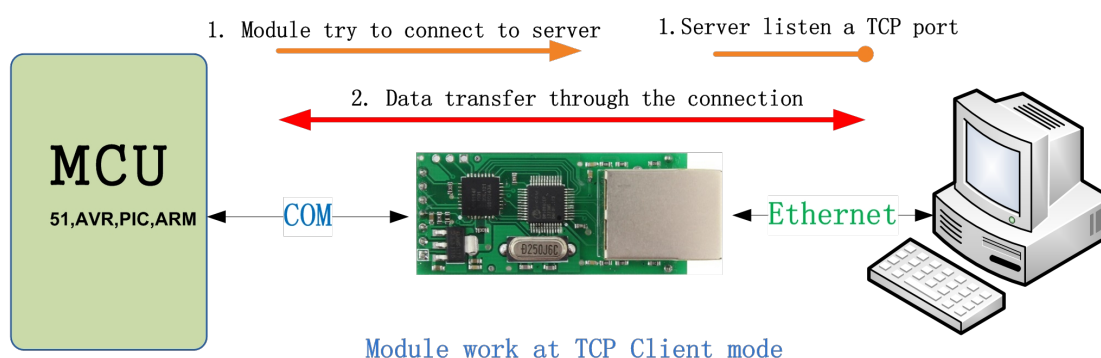 1. Module try to connect to server
1.Server listen a TCP port
2. Data transfer through the connection
MCU
51,AVR,PIC,ARM
COM
Ethernet
Module work at TCP Client mode